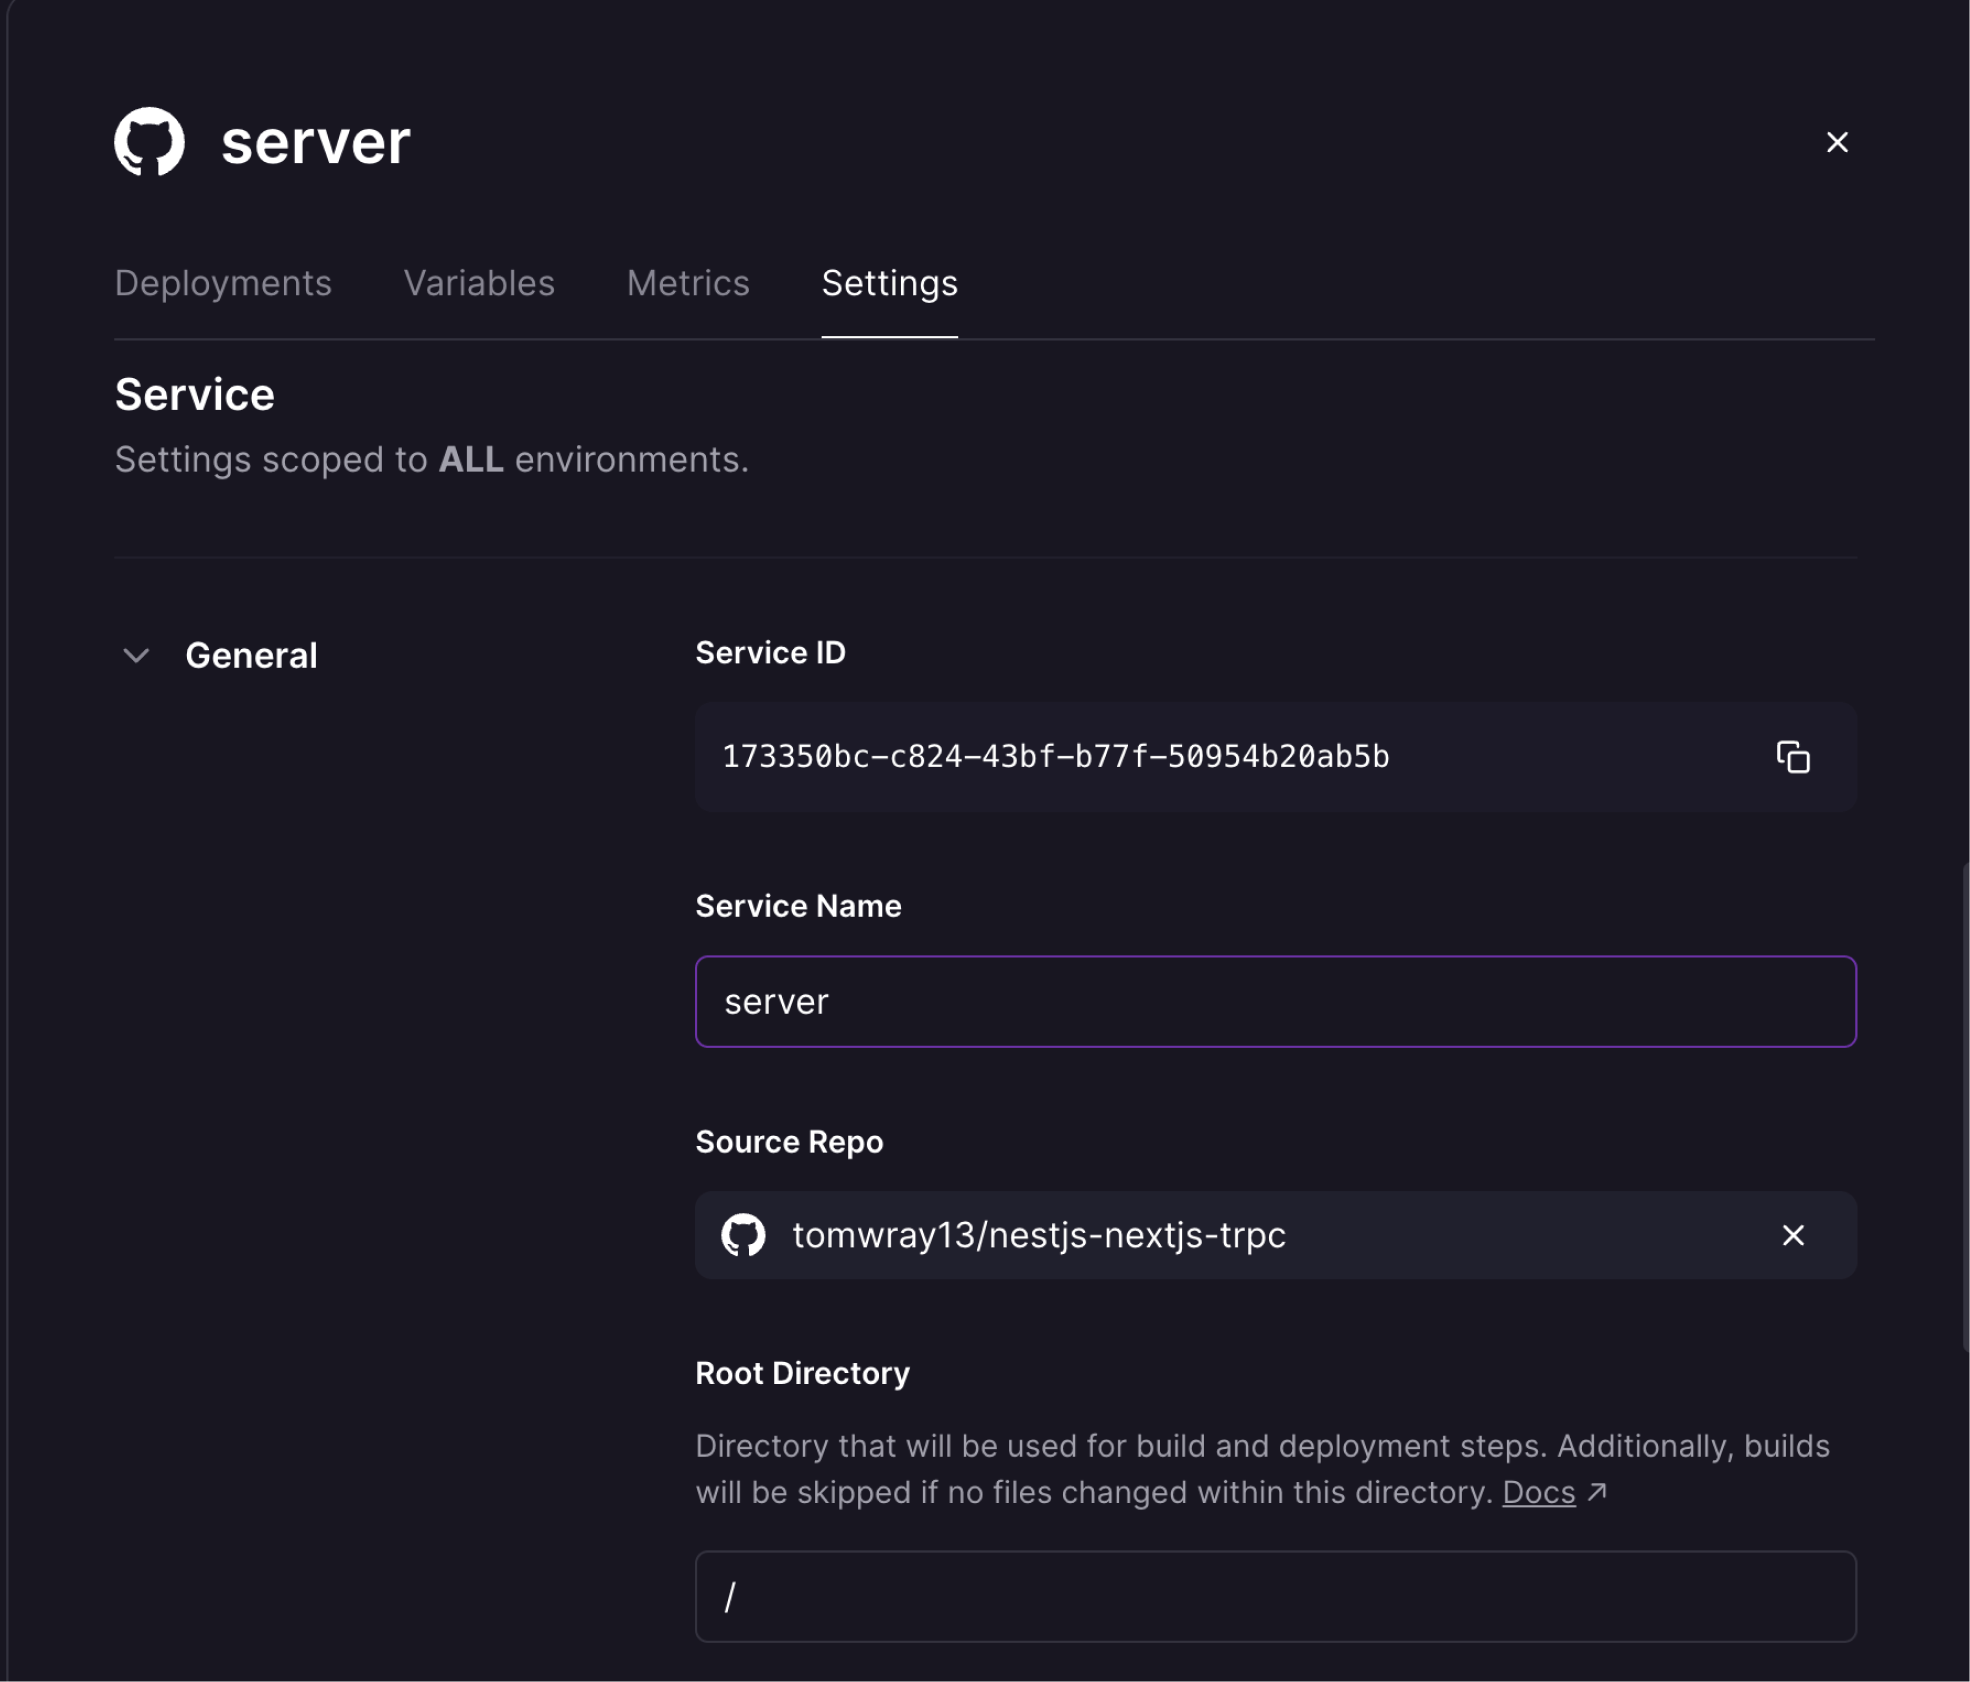 server
Deployments Variables Metrics Settings
Service
Settings scoped to ALL environments.
General
Service ID
173350bc-c824-43bf-b77f-50954b20ab5b
Service Name
server
Source Repo
tomwray13/nestjs-nextjs-trpc
Root Directory
Directory that will be used for build and deployment steps. Additionally, builds
will be skipped if no files changed within this directory. Docs ↗
/